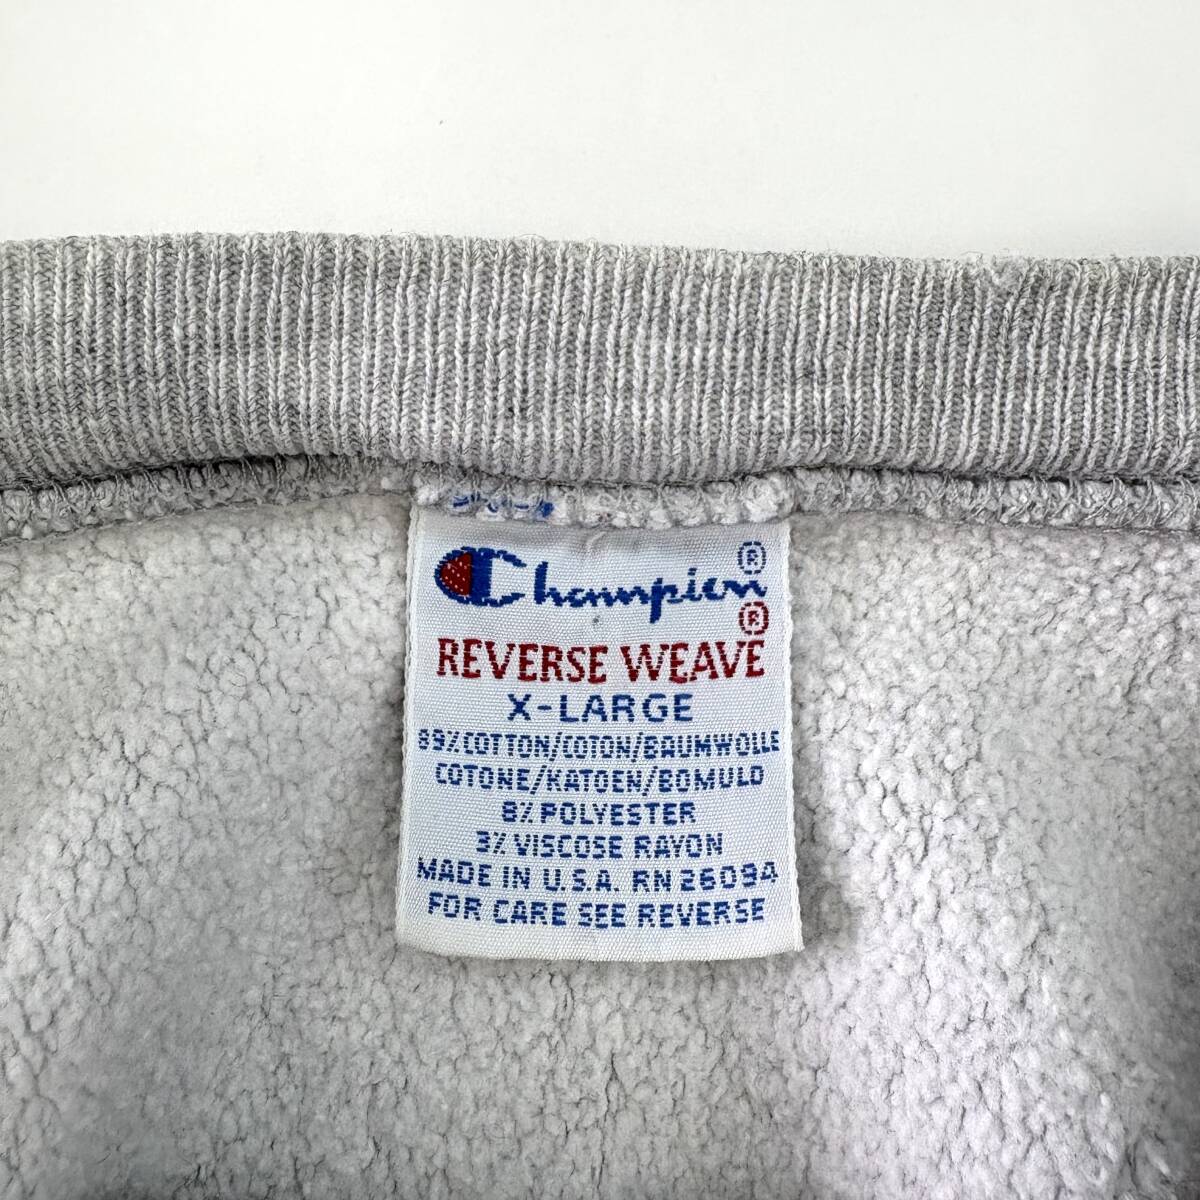 Champion ®
REVERSE WEAVE ®
X-LARGE
89% COTTON/COTON/BAUMWOLLE
COTONE/KATOEN/BOMULD
8% POLYESTER
3% VISCOSE RAYON
MADE IN U.S.A. RN 26094
FOR CARE SEE REVERSE